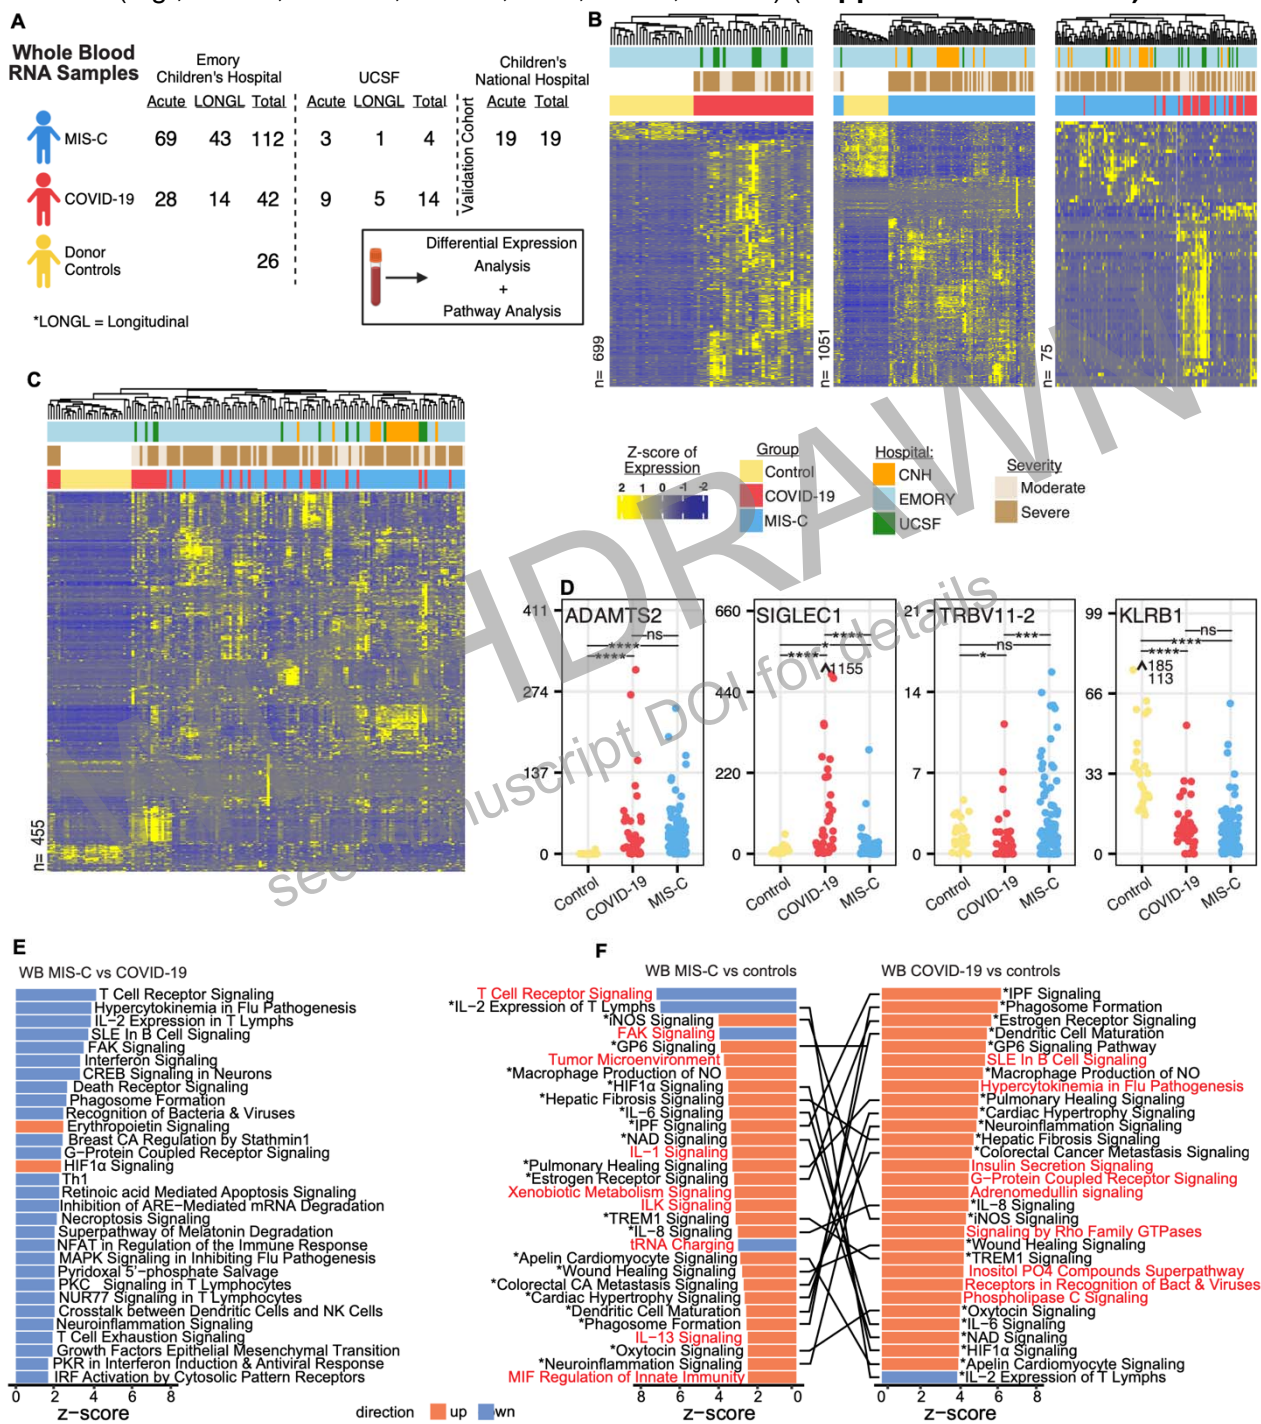 A
Whole Blood
RNA Samples
Emory
Children's Hospital
UCSF
Children's
National Hospital
Acute LONGL Total
Acute LONGL Total
Acute Total
Validation Cohort
MIS-C
69 43 112 3 1 4 19 19
COVID-19
28 14 42 9 5 14
Donor
Controls
26
Differential Expression
Analysis
+
Pathway Analysis
*LONGL = Longitudinal
B
n= 699
n= 1051
n= 75
C
n= 455
Z-score of
Expression
2 1 0 -1 -2
Group
Control
COVID-19
MIS-C
Hospital:
CNH
EMORY
UCSF
Severity
Moderate
Severe
D
ADAMTS2
411
274
137
0
ns
****
****
Control
COVID-19
MIS-C
SIGLEC1
660
440
220
0
****
*
****
1155
Control
COVID-19
MIS-C
TRBV11-2
21
14
7
0
***
ns
*
Control
COVID-19
MIS-C
KLRB1
99
66
33
0
ns
****
****
185
113
Control
COVID-19
MIS-C
E
WB MIS-C vs COVID-19
T Cell Receptor Signaling
Hypercytokinemia in Flu Pathogenesis
IL-2 Expression in T Lymphs
SLE In B Cell Signaling
FAK Signaling
Interferon Signaling
CREB Signaling in Neurons
Death Receptor Signaling
Phagosome Formation
Recognition of Bacteria & Viruses
Erythropoietin Signaling
Breast CA Regulation by Stathmin1
G-Protein Coupled Receptor Signaling
HIF1α Signaling
Th1
Retinoic acid Mediated Apoptosis Signaling
Inhibition of ARE-Mediated mRNA Degradation
Necroptosis Signaling
Superpathway of Melatonin Degradation
NFAT in Regulation of the Immune Response
MAPK Signaling in Inhibiting Flu Pathogenesis
Pyridoxal 5'-phosphate Salvage
PKC Signaling in T Lymphocytes
NUR77 Signaling in T Lymphocytes
Crosstalk between Dendritic Cells and NK Cells
Neuroinflammation Signaling
T Cell Exhaustion Signaling
Growth Factors Epithelial Mesenchymal Transition
PKR in Interferon Induction & Antiviral Response
IRF Activation by Cytosolic Pattern Receptors
0 2 4 6 8
z-score
F
WB MIS-C vs controls
T Cell Receptor Signaling
*IL-2 Expression of T Lymphs
*iNOS Signaling
FAK Signaling
*GP6 Signaling
Tumor Microenvironment
*Macrophage Production of NO
*HIF1α Signaling
*Hepatic Fibrosis Signaling
*IL-6 Signaling
*IPF Signaling
*NAD Signaling
IL-1 Signaling
*Pulmonary Healing Signaling
*Estrogen Receptor Signaling
Xenobiotic Metabolism Signaling
ILK Signaling
*TREM1 Signaling
*IL-8 Signaling
tRNA Charging
*Apelin Cardiomyocyte Signaling
*Wound Healing Signaling
*Colorectal CA Metastasis Signaling
*Cardiac Hypertrophy Signaling
*Dendritic Cell Maturation
*Phagosome Formation
IL-13 Signaling
*Oxytocin Signaling
*Neuroinflammation Signaling
MIF Regulation of Innate Immunity
8 6 4 2 0
z-score
WB COVID-19 vs controls
*IPF Signaling
*Phagosome Formation
*Estrogen Receptor Signaling
*Dendritic Cell Maturation
*GP6 Signaling Pathway
SLE In B Cell Signaling
*Macrophage Production of NO
Hypercytokinemia in Flu Pathogenesis
*Pulmonary Healing Signaling
*Cardiac Hypertrophy Signaling
*Neuroinflammation Signaling
*Hepatic Fibrosis Signaling
*Colorectal Cancer Metastasis Signaling
Insulin Secretion Signaling
G-Protein Coupled Receptor Signaling
Adrenomedullin signaling
*IL-8 Signaling
*iNOS Signaling
Signaling by Rho Family GTPases
*Wound Healing Signaling
*TREM1 Signaling
Inositol PO4 Compounds Superpathway
Receptors in Recognition of Bact & Viruses
Phospholipase C Signaling
*Oxytocin Signaling
*IL-6 Signaling
*NAD Signaling
*HIF1α Signaling
*Apelin Cardiomyocyte Signaling
*IL-2 Expression of T Lymphs
0 2 4 6 8
z-score
direction up wn
HDRAWN
see manuscript DOI for details